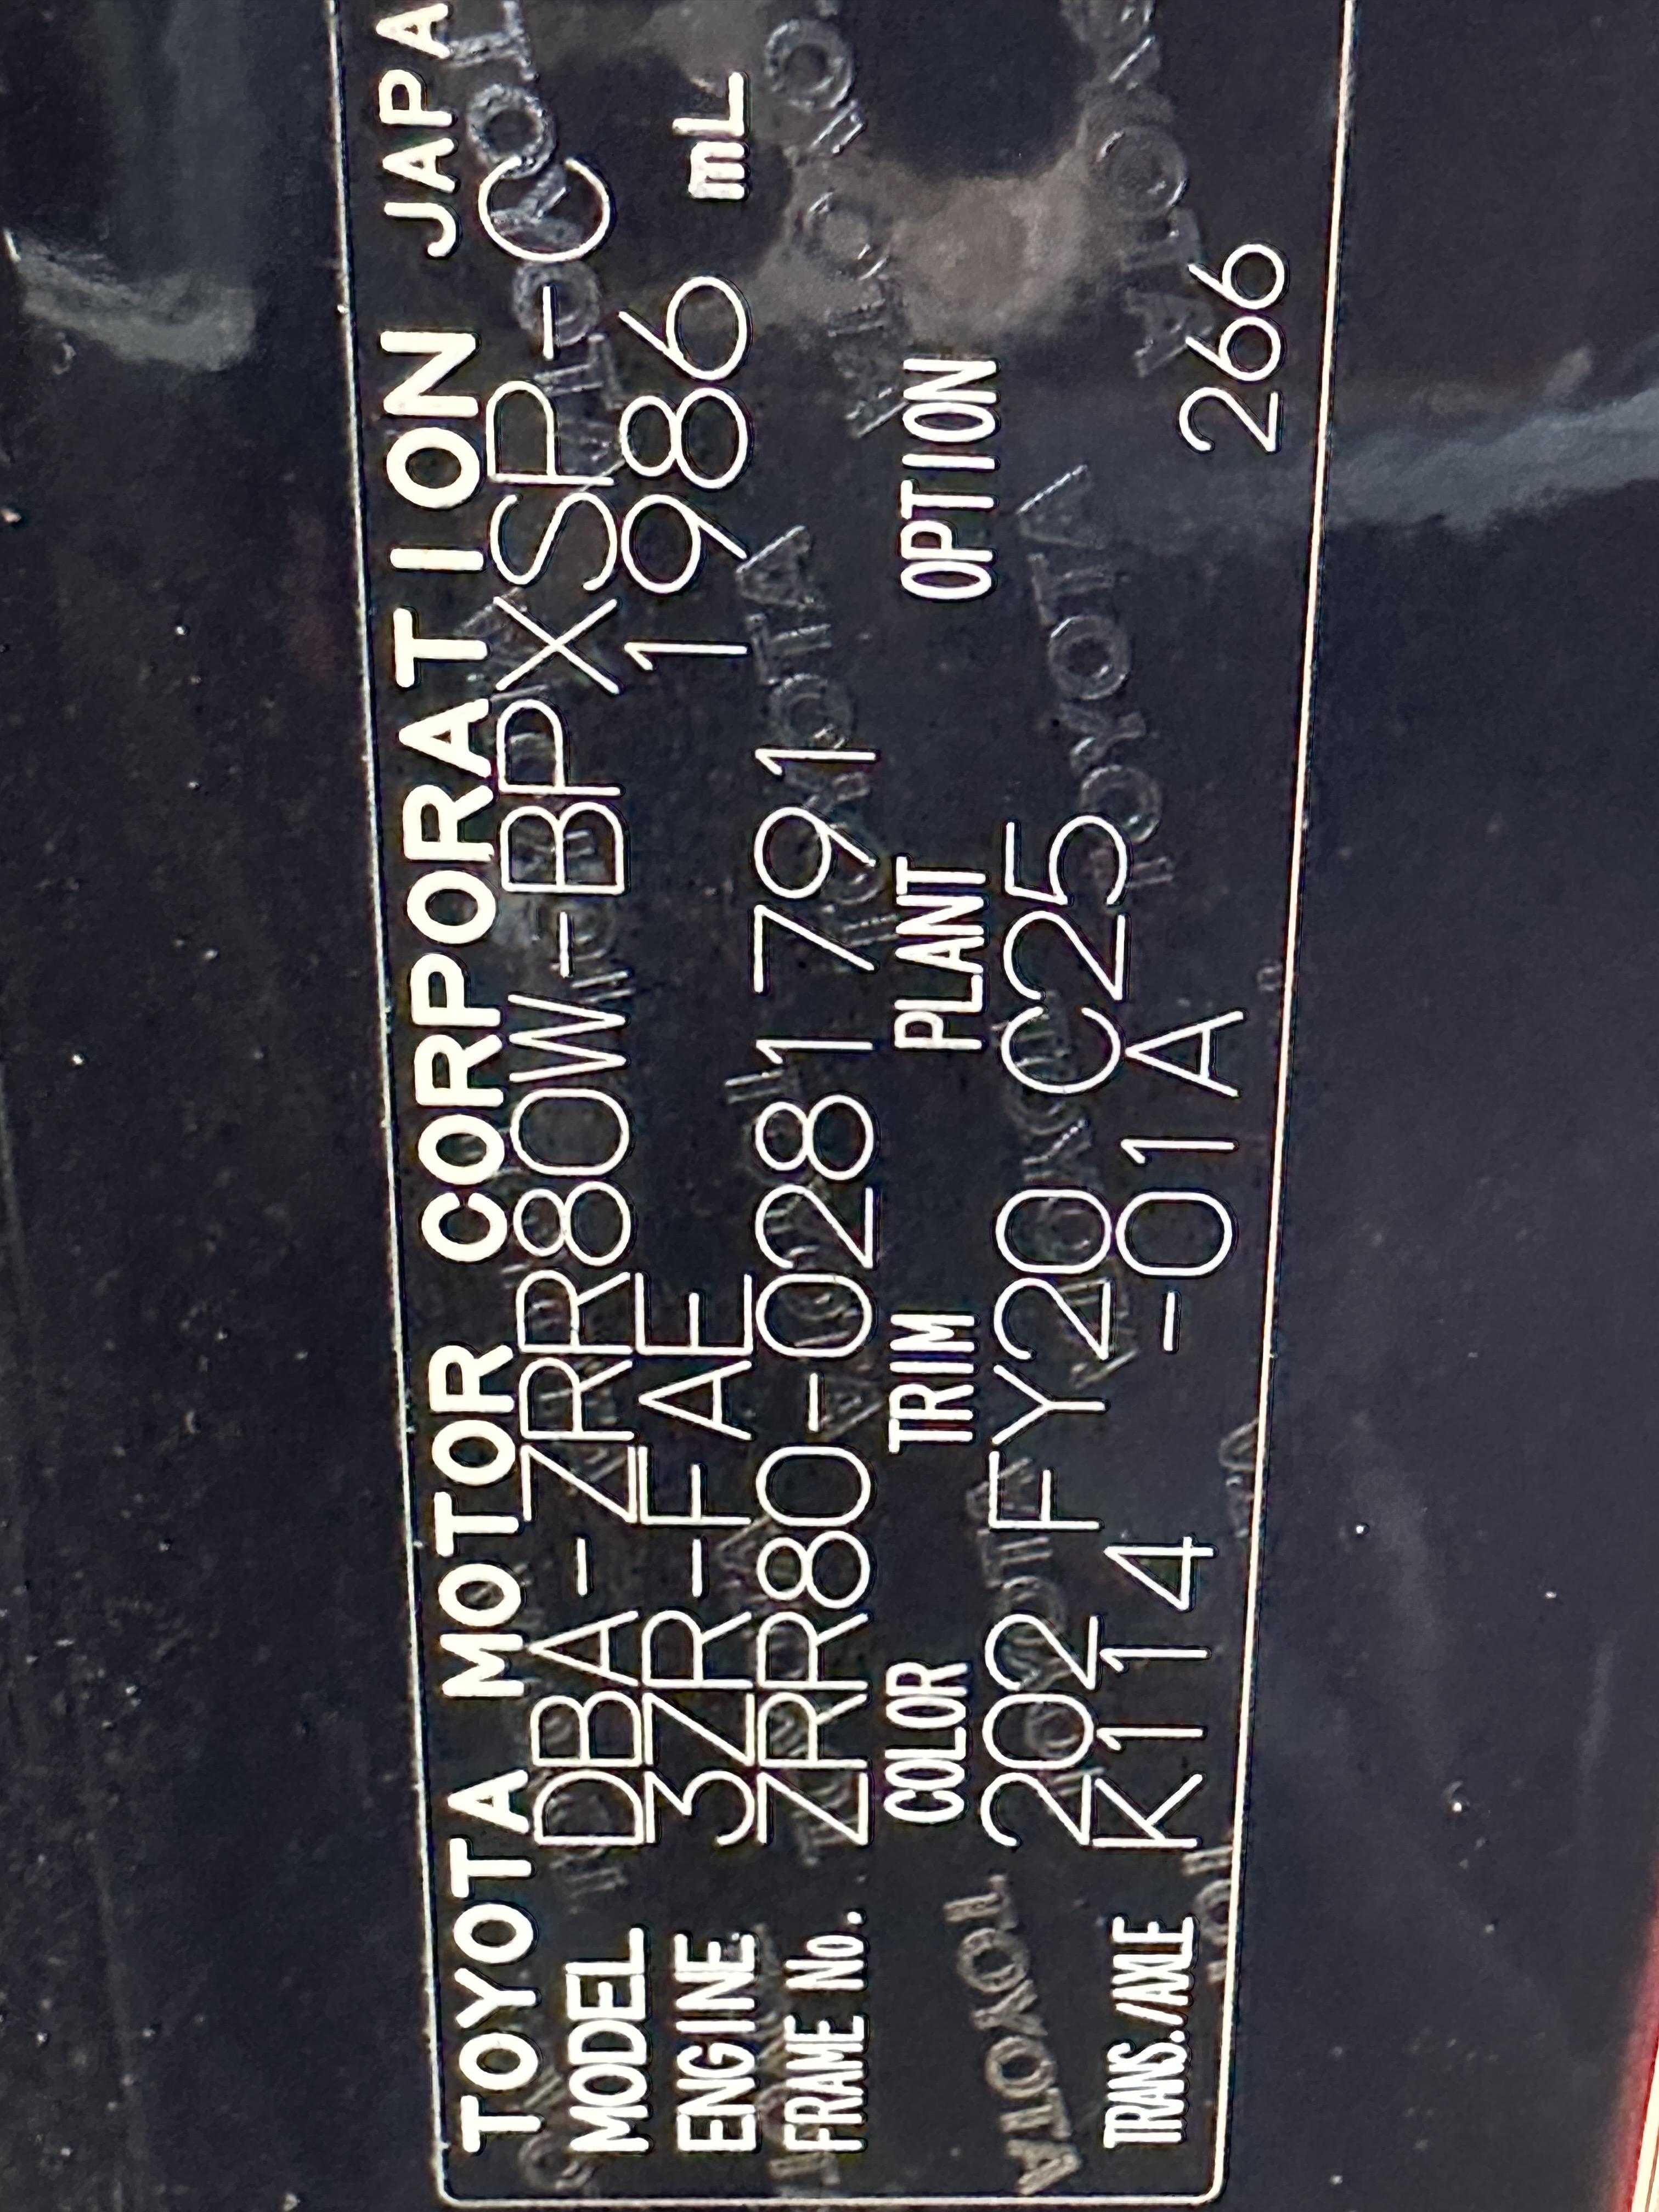 TOYOTA MOTOR CORPORATION JAPA
MODEL DBA-ZRR80W-BPXSP-C
ENGINE 3ZR-FAE 1986 mL
FRAME No. ZRR80-0281791
COLOR TRIM PLANT OPTION
202 FY20 C25
TRANS./AXLE K114 -01A 266